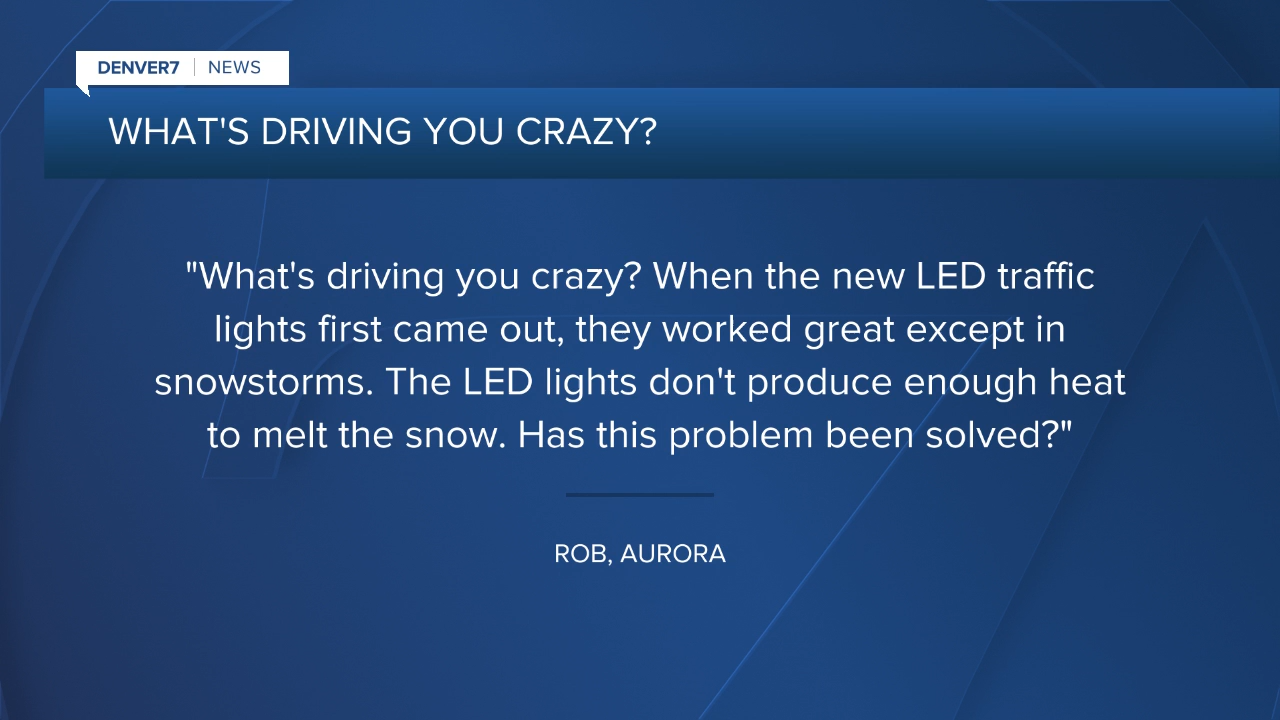 DENVER7 | NEWS
WHAT'S DRIVING YOU CRAZY?
"What's driving you crazy? When the new LED traffic
lights first came out, they worked great except in
snowstorms. The LED lights don't produce enough heat
to melt the snow. Has this problem been solved?"
ROB, AURORA